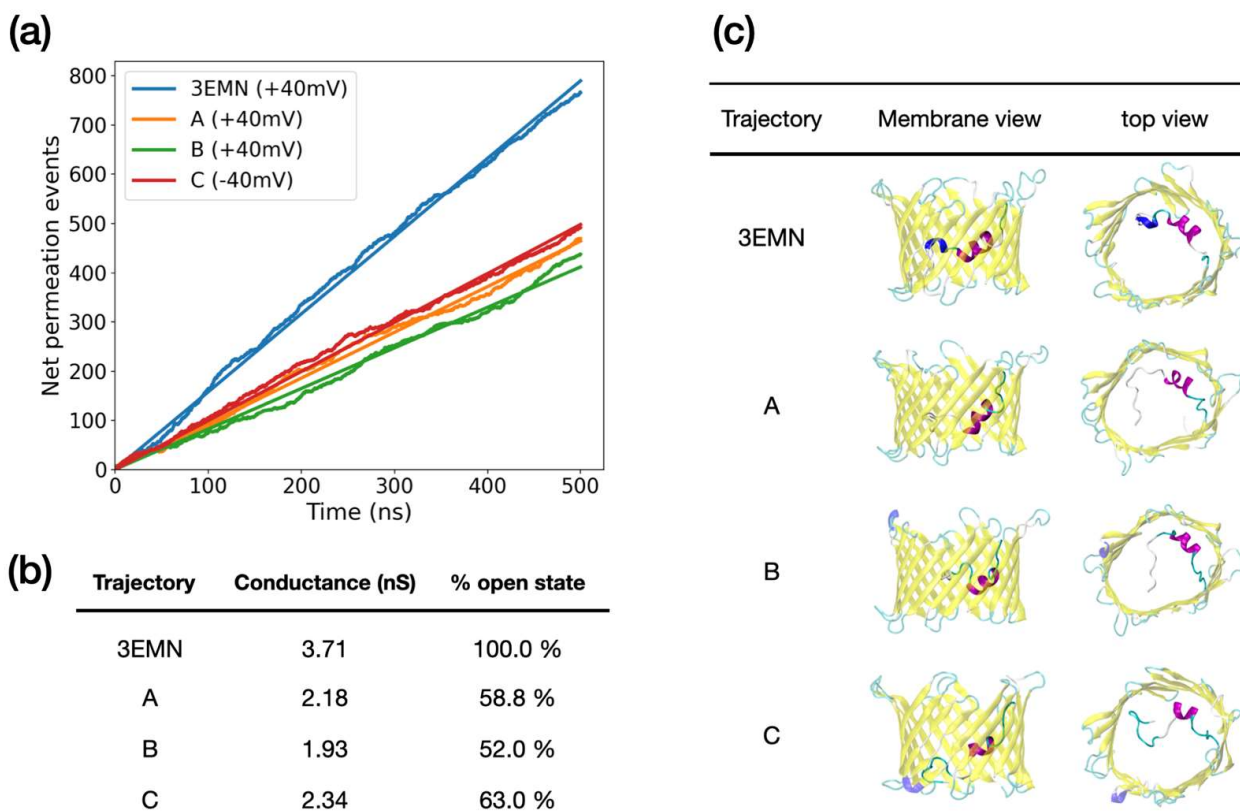 (a)
800
700
600
500
400
300
200
100
0
Net permeation events
3EMN (+40mV)
A (+40mV)
B (+40mV)
C (-40mV)
0 100 200 300 400 500
Time (ns)
(b)
Trajectory Conductance (nS) % open state
3EMN 3.71 100.0 %
A 2.18 58.8 %
B 1.93 52.0 %
C 2.34 63.0 %
(c)
Trajectory Membrane view top view
3EMN
A
B
C